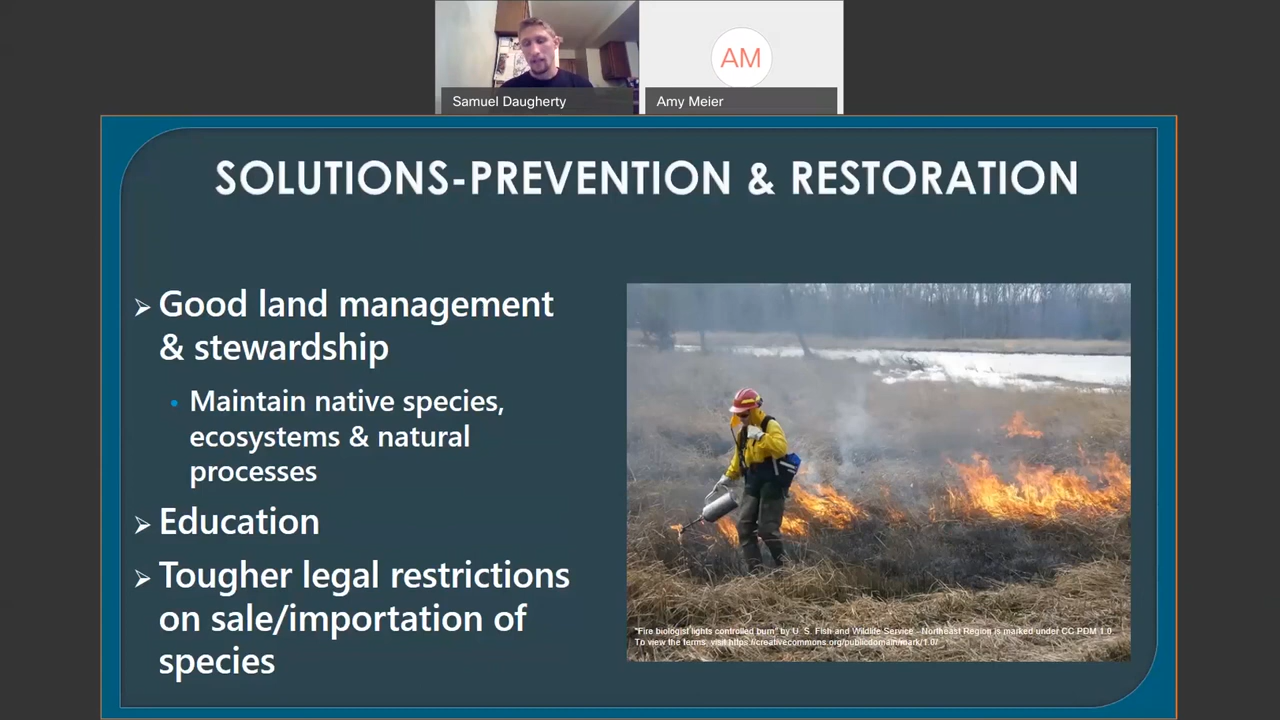 AM
Samuel Daugherty
Amy Meier
SOLUTIONS-PREVENTION & RESTORATION
➢ Good land management
& stewardship
• Maintain native species,
ecosystems & natural
processes
➢ Education
➢ Tougher legal restrictions
on sale/importation of
species
"Fire biologist lights controlled burn" by U. S. Fish and Wildlife Service - Northeast Region is marked under CC PDM 1.0
To view the terms, visit https://creativecommons.org/publicdomain/mark/1.0/